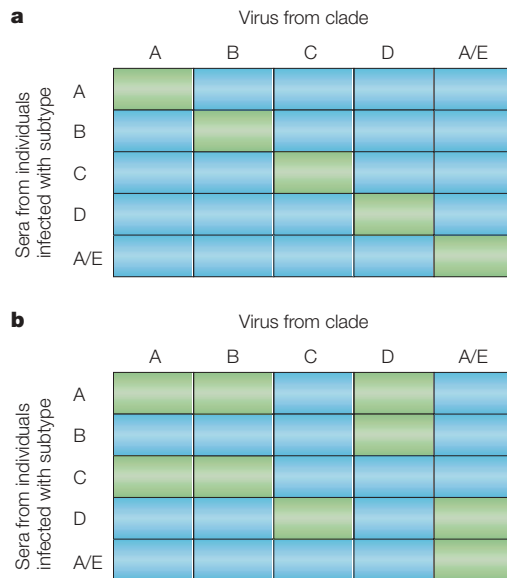 a
Virus from clade
A B C D A/E
Sera from individuals
infected with subtype
A
B
C
D
A/E
b
Virus from clade
A B C D A/E
Sera from individuals
infected with subtype
A
B
C
D
A/E